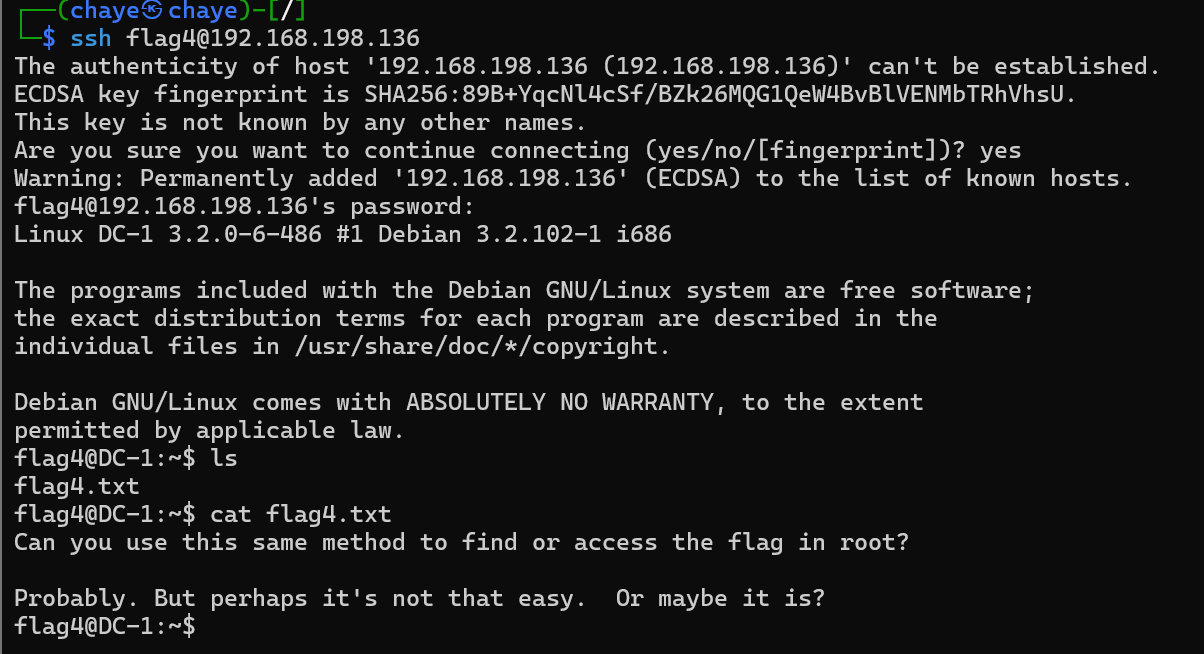 ┌──(chaye㉿chaye)-[/]
└─$ ssh flag4@192.168.198.136
The authenticity of host '192.168.198.136 (192.168.198.136)' can't be established.
ECDSA key fingerprint is SHA256:89B+YqcNl4cSf/BZk26MQG1QeW4BvBlVENMbTRhVhsU.
This key is not known by any other names.
Are you sure you want to continue connecting (yes/no/[fingerprint])? yes
Warning: Permanently added '192.168.198.136' (ECDSA) to the list of known hosts.
flag4@192.168.198.136's password:
Linux DC-1 3.2.0-6-486 #1 Debian 3.2.102-1 i686

The programs included with the Debian GNU/Linux system are free software;
the exact distribution terms for each program are described in the
individual files in /usr/share/doc/*/copyright.

Debian GNU/Linux comes with ABSOLUTELY NO WARRANTY, to the extent
permitted by applicable law.
flag4@DC-1:~$ ls
flag4.txt
flag4@DC-1:~$ cat flag4.txt
Can you use this same method to find or access the flag in root?

Probably. But perhaps it's not that easy.  Or maybe it is?
flag4@DC-1:~$